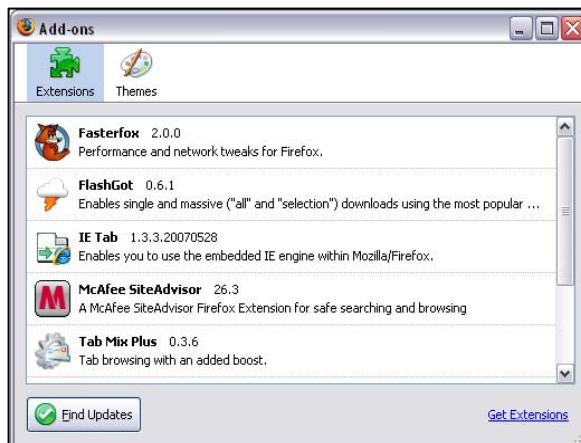 Add-ons
Extensions Themes
Fasterfox 2.0.0
Performance and network tweaks for Firefox.
FlashGot 0.6.1
Enables single and massive ("all" and "selection") downloads using the most popular ...
IE Tab 1.3.3.20070528
Enables you to use the embedded IE engine within Mozilla/Firefox.
M McAfee SiteAdvisor 26.3
A McAfee SiteAdvisor Firefox Extension for safe searching and browsing
Tab Mix Plus 0.3.6
Tab browsing with an added boost.
Find Updates Get Extensions